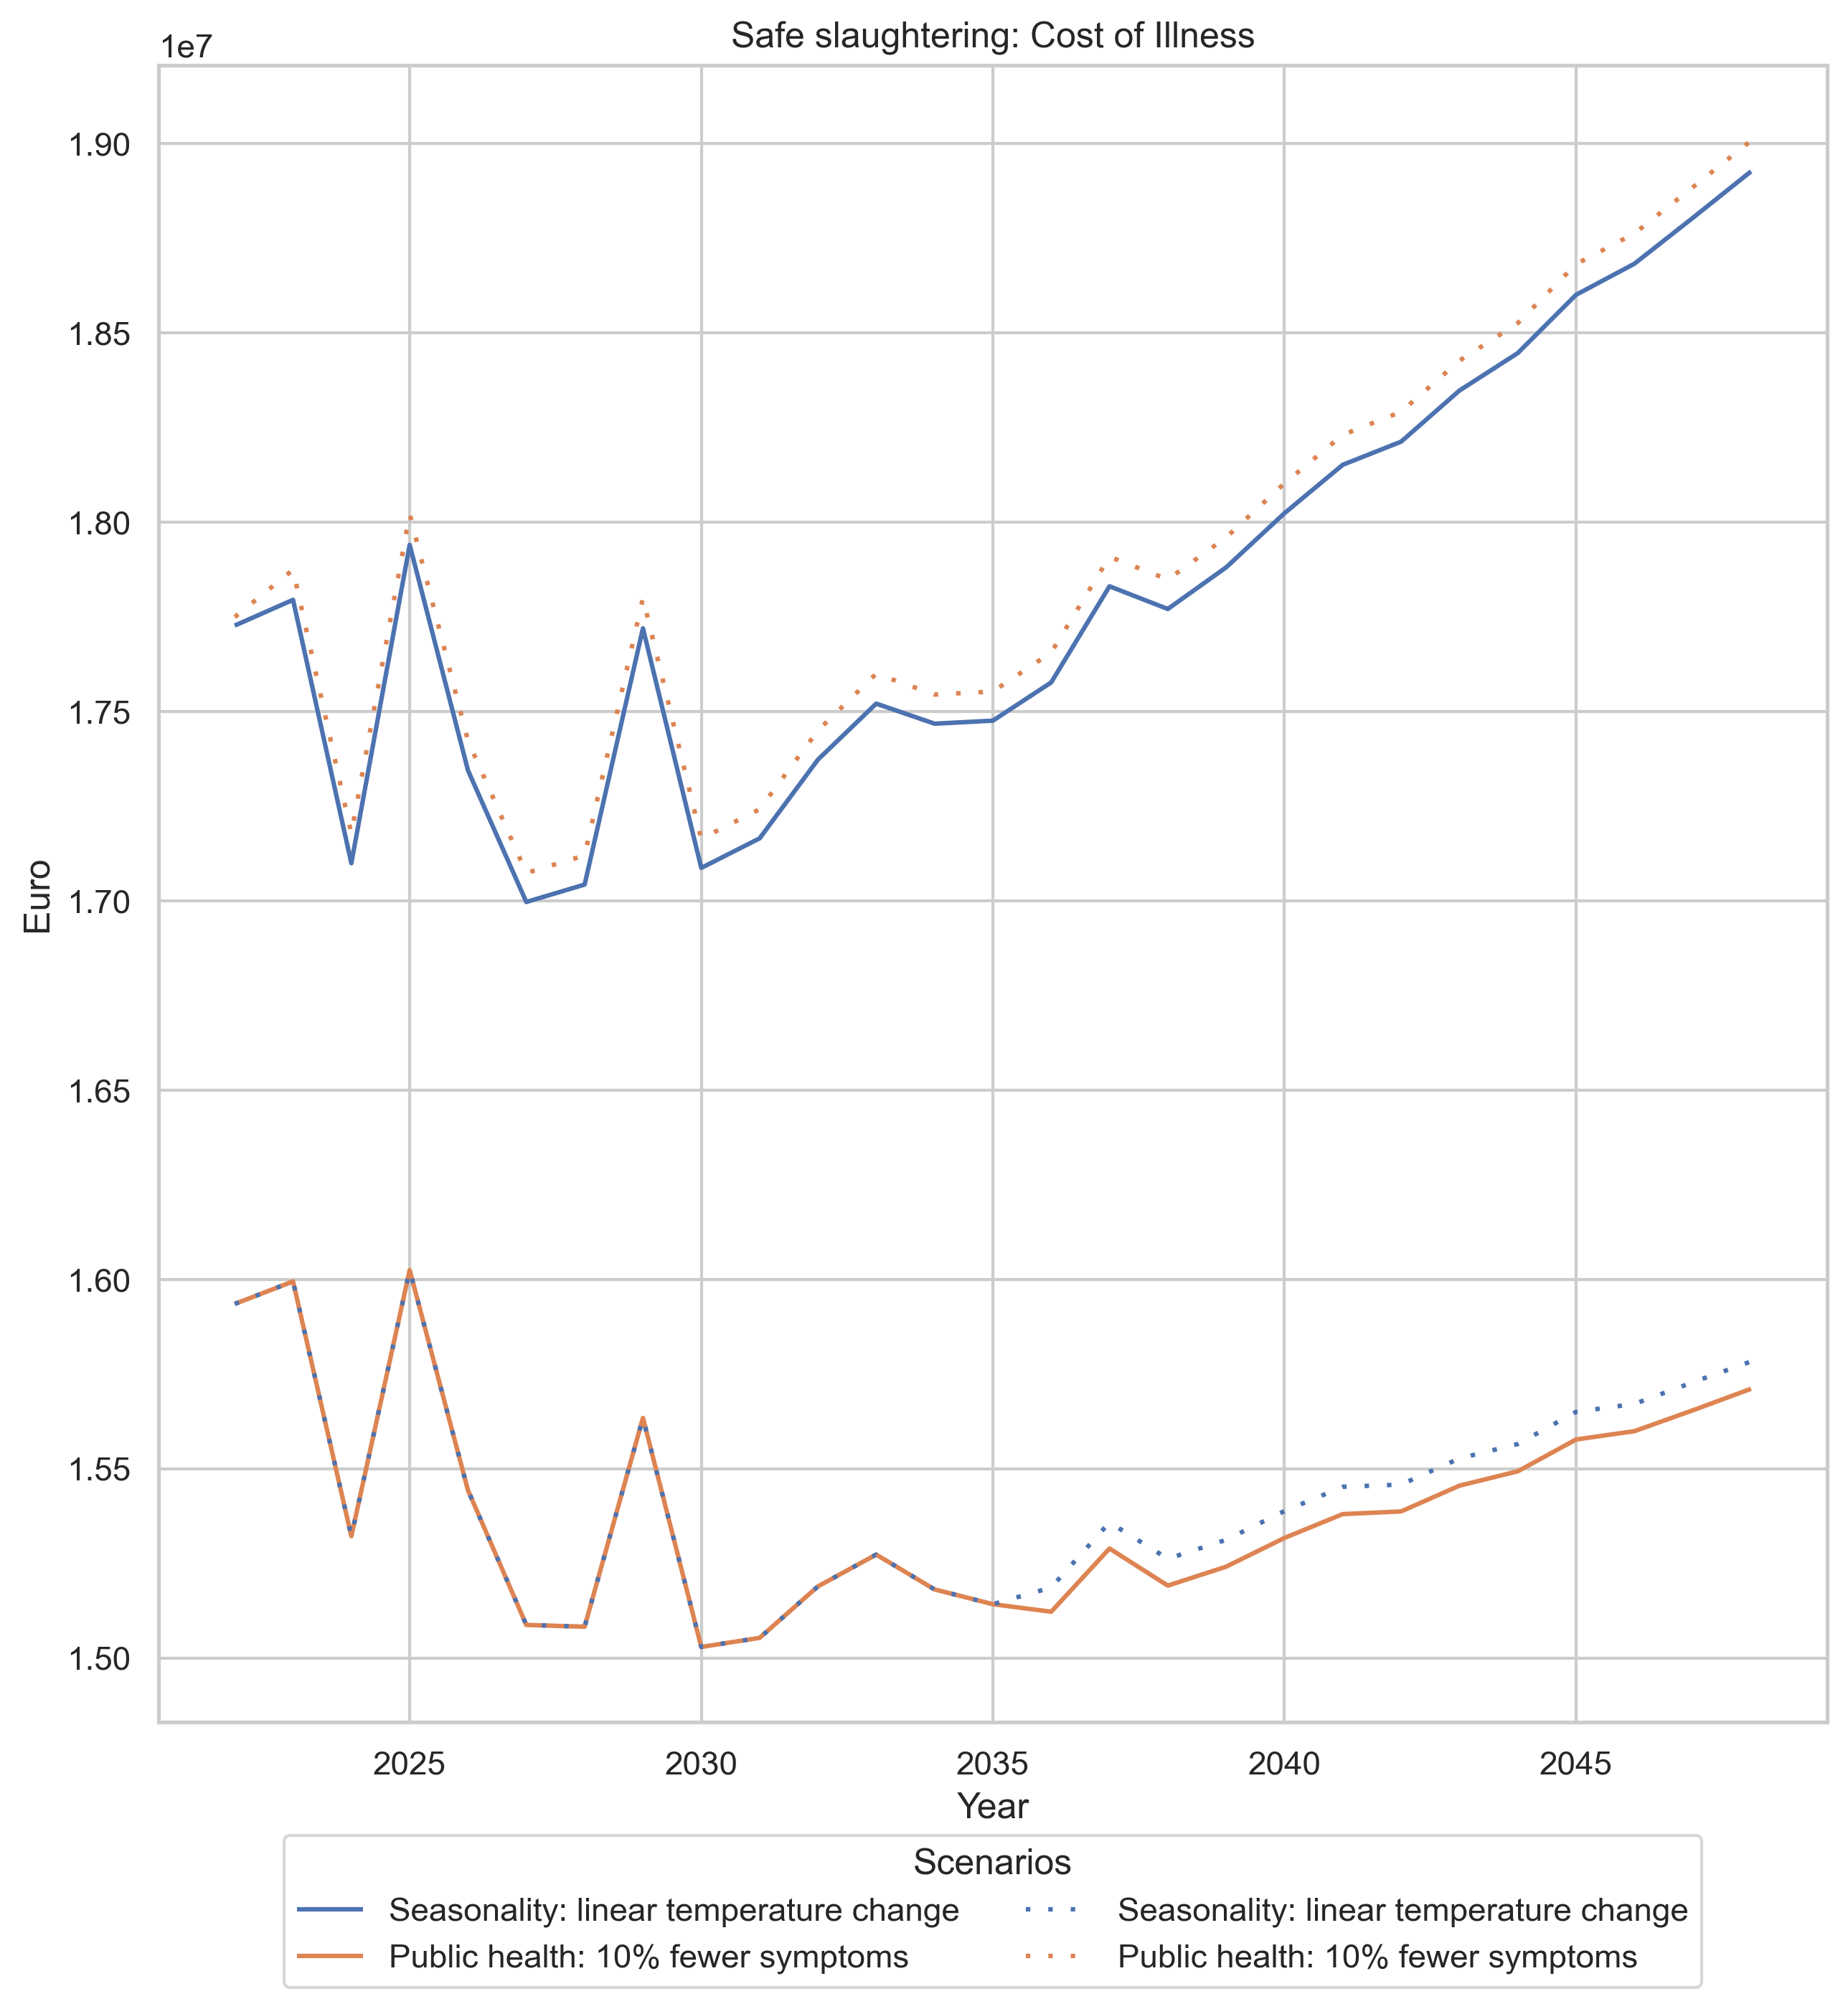 Safe slaughtering: Cost of Illness
1e7
1.90
1.85
1.80
1.75
1.70
1.65
1.60
1.55
1.50
Euro
2025 2030 2035 2040 2045
Year
Scenarios
Seasonality: linear temperature change Seasonality: linear temperature change
Public health: 10% fewer symptoms Public health: 10% fewer symptoms